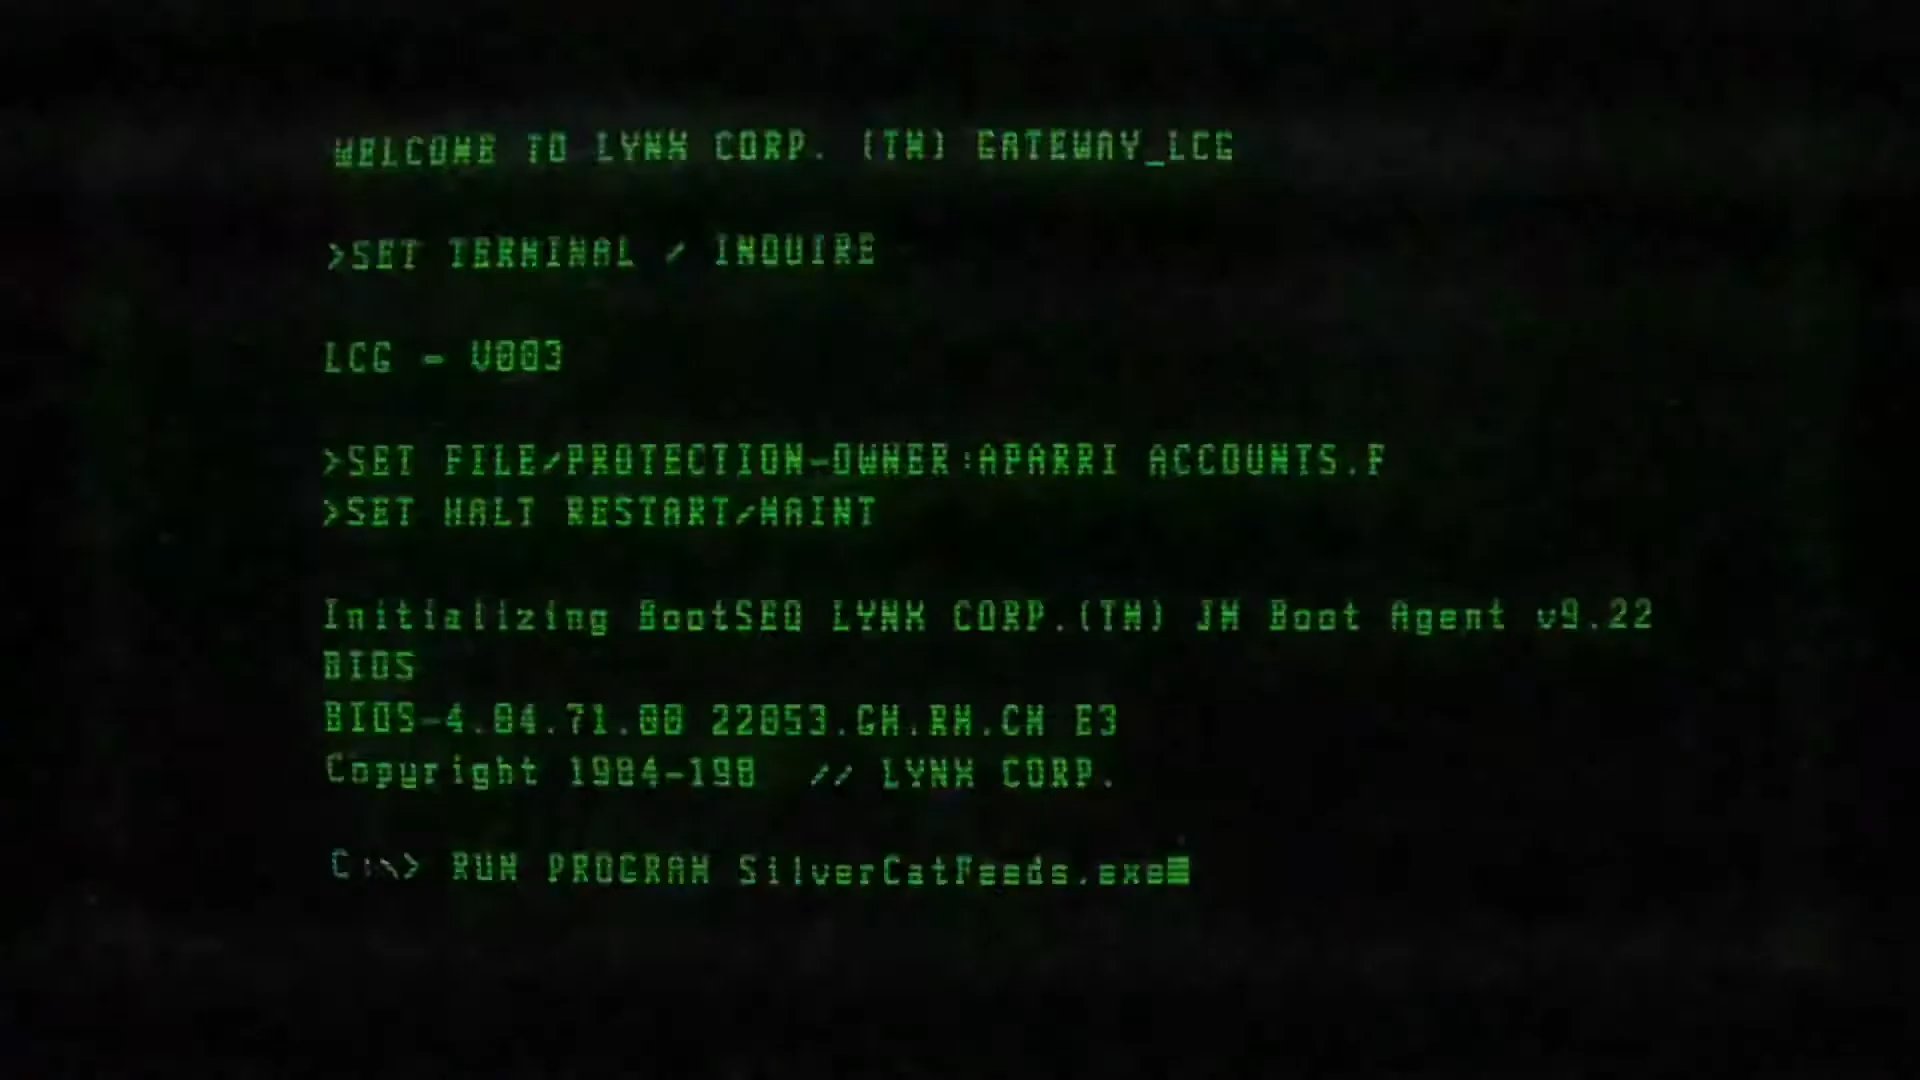 WELCOME TO LYNX CORP. (TM) GATEWAY_LCG
>SET TERMINAL / INQUIRE
LCG - V003
>SET FILE/PROTECTION-OWNER:APARRI ACCOUNTS.F
>SET HALT RESTART/MAINT
Initializing BootSEQ LYNX CORP.(TM) JM Boot Agent v9.22
BIOS
BIOS-4.04.71.00 22053.GH.RM.CM E3
Copyright 1984-198 // LYNX CORP.
C:\> RUN PROGRAM SilverCatFeeds.exe